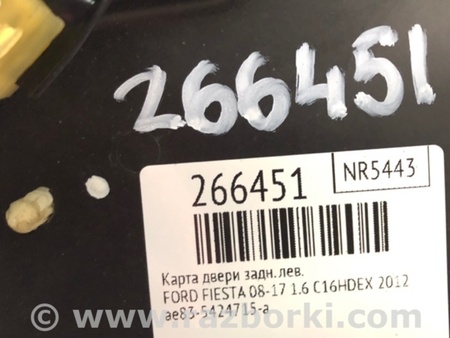 266451
266451
NR5443
Карта двери задн.лев.
FORD FIESTA 08-17 1.6 C16HDEX 2012
ae83-5424715-a
© www.razborki.com